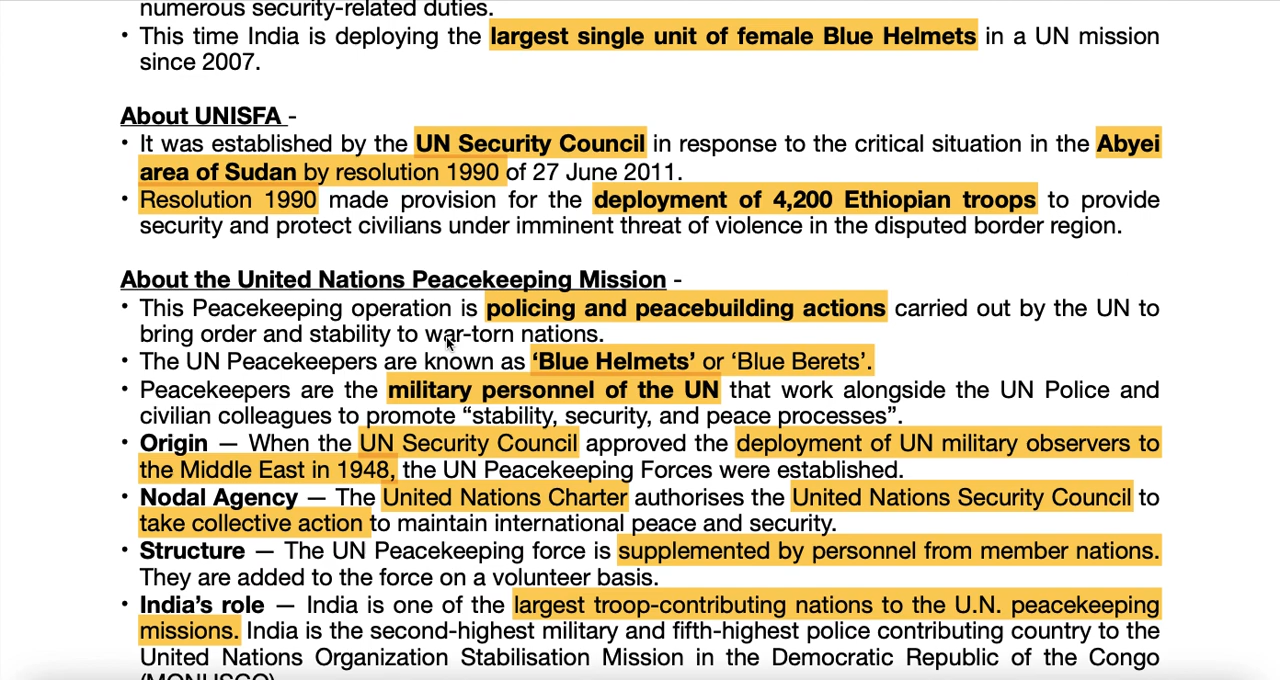 numerous security-related duties.
• This time India is deploying the largest single unit of female Blue Helmets in a UN mission
since 2007.
About UNISFA -
• It was established by the UN Security Council in response to the critical situation in the Abyei
area of Sudan by resolution 1990 of 27 June 2011.
• Resolution 1990 made provision for the deployment of 4,200 Ethiopian troops to provide
security and protect civilians under imminent threat of violence in the disputed border region.
About the United Nations Peacekeeping Mission -
• This Peacekeeping operation is policing and peacebuilding actions carried out by the UN to
bring order and stability to war-torn nations.
• The UN Peacekeepers are known as ‘Blue Helmets’ or ‘Blue Berets’.
• Peacekeepers are the military personnel of the UN that work alongside the UN Police and
civilian colleagues to promote “stability, security, and peace processes”.
• Origin — When the UN Security Council approved the deployment of UN military observers to
the Middle East in 1948, the UN Peacekeeping Forces were established.
• Nodal Agency — The United Nations Charter authorises the United Nations Security Council to
take collective action to maintain international peace and security.
• Structure — The UN Peacekeeping force is supplemented by personnel from member nations.
They are added to the force on a volunteer basis.
• India’s role — India is one of the largest troop-contributing nations to the U.N. peacekeeping
missions. India is the second-highest military and fifth-highest police contributing country to the
United Nations Organization Stabilisation Mission in the Democratic Republic of the Congo
(MONUSCO)